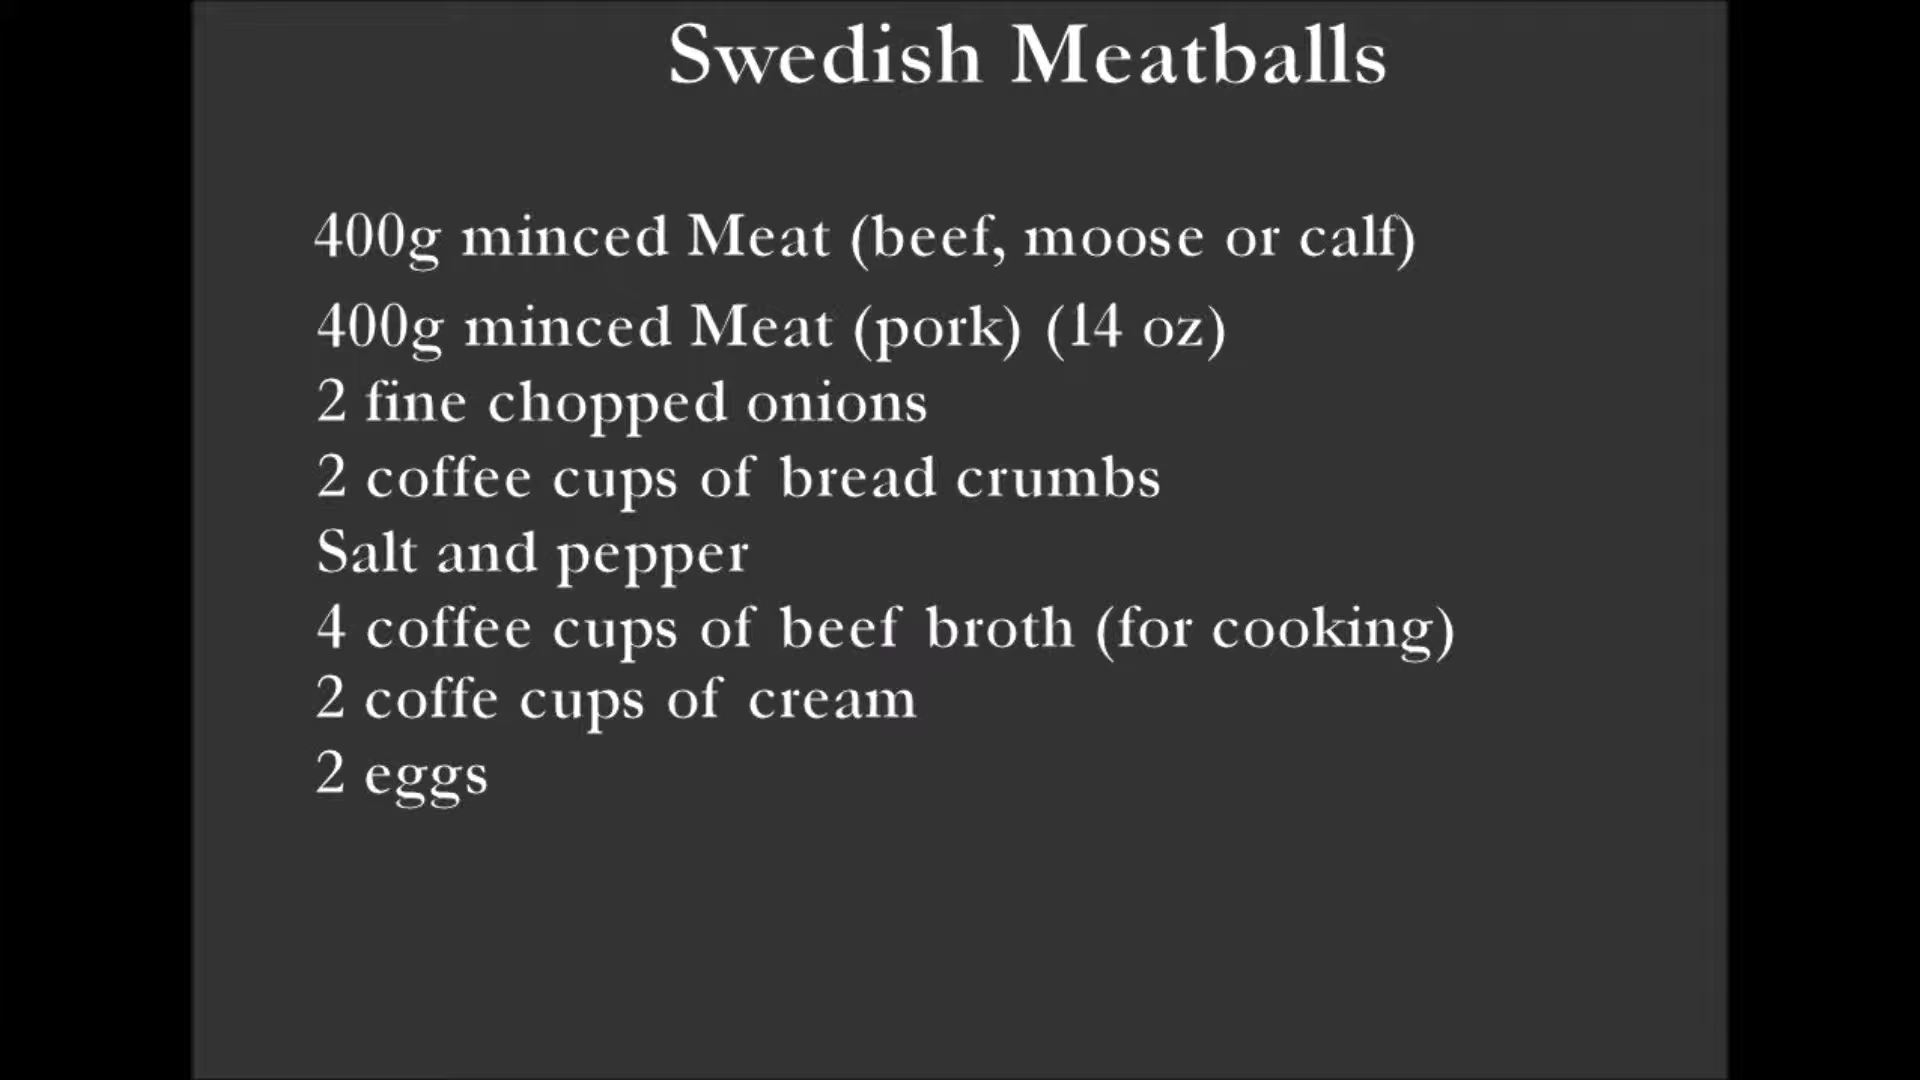 Swedish Meatballs
400g minced Meat (beef, moose or calf)
400g minced Meat (pork) (14 oz)
2 fine chopped onions
2 coffee cups of bread crumbs
Salt and pepper
4 coffee cups of beef broth (for cooking)
2 coffe cups of cream
2 eggs